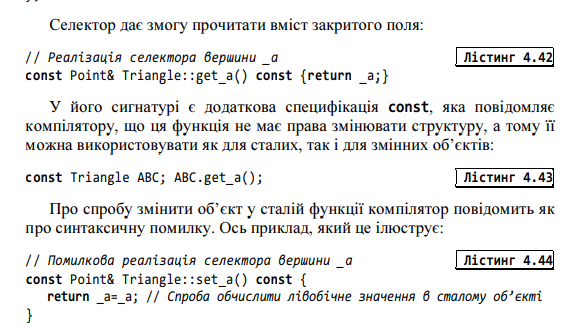 Селектор дає змогу прочитати вміст закритого поля:
// Реалізація селектора вершини _a Лістинг 4.42
const Point& Triangle::get_a() const {return _a;}
У його сигнатурі є додаткова специфікація const, яка повідомляє
компілятору, що ця функція не має права змінювати структуру, а тому її
можна використовувати як для сталих, так і для змінних об’єктів:
const Triangle ABC; ABC.get_a(); Лістинг 4.43
Про спробу змінити об’єкт у сталій функції компілятор повідомить як
про синтаксичну помилку. Ось приклад, який це ілюструє:
// Помилкова реалізація селектора вершини _a Лістинг 4.44
const Point& Triangle::set_a() const {
return _a=_a; // Спроба обчислити лівобічне значення в сталому об’єкті
}